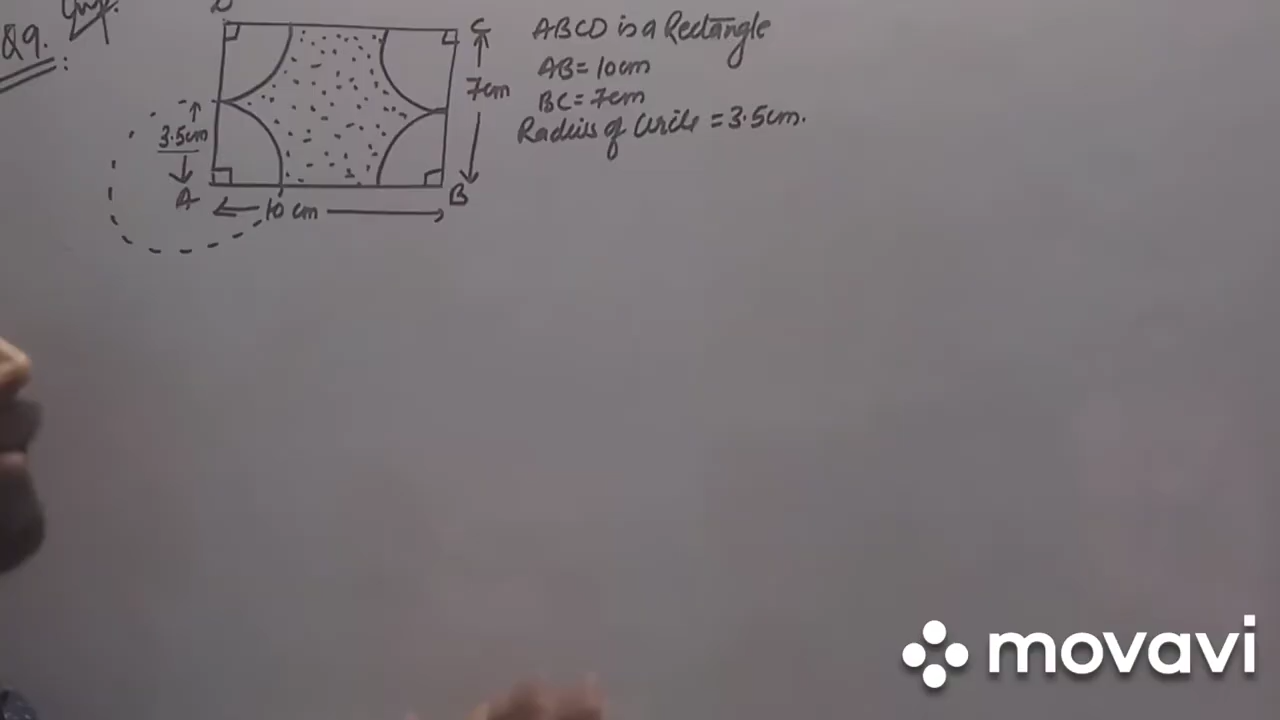 Q9.
D
C
ABCD is a Rectangle
AB = 10cm
7cm
BC = 7cm
Radius of Circle = 3.5cm.
3.5cm
A
B
10 cm
movavi